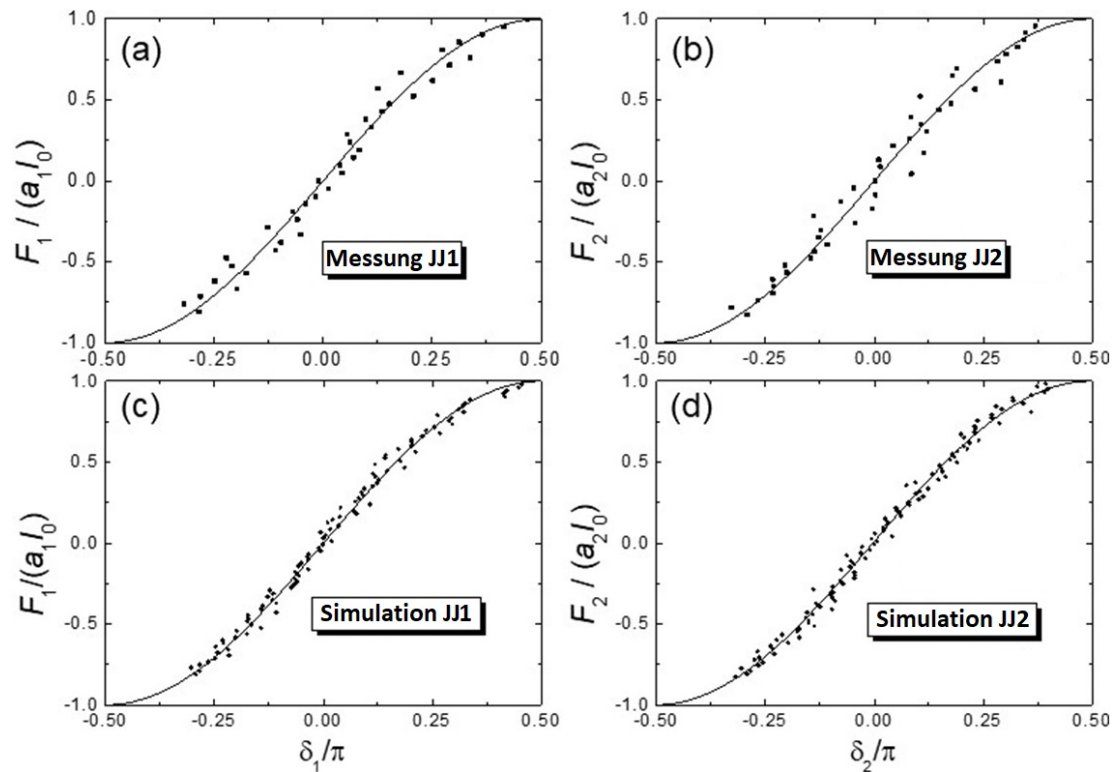 (a)
F₁ / (a₁I₀)
1.0
0.5
0.0
-0.5
-1.0
Messung JJ1
-0.50 -0.25 0.00 0.25 0.50
(b)
F₂ / (a₂I₀)
1.0
0.5
0.0
-0.5
-1.0
Messung JJ2
-0.50 -0.25 0.00 0.25 0.50
(c)
F₁/(a₁I₀)
1.0
0.5
0.0
-0.5
-1.0
Simulation JJ1
-0.50 -0.25 0.00 0.25 0.50
δ₁/π
(d)
F₂ / (a₂I₀)
1.0
0.5
0.0
-0.5
-1.0
Simulation JJ2
-0.50 -0.25 0.00 0.25 0.50
δ₂/π